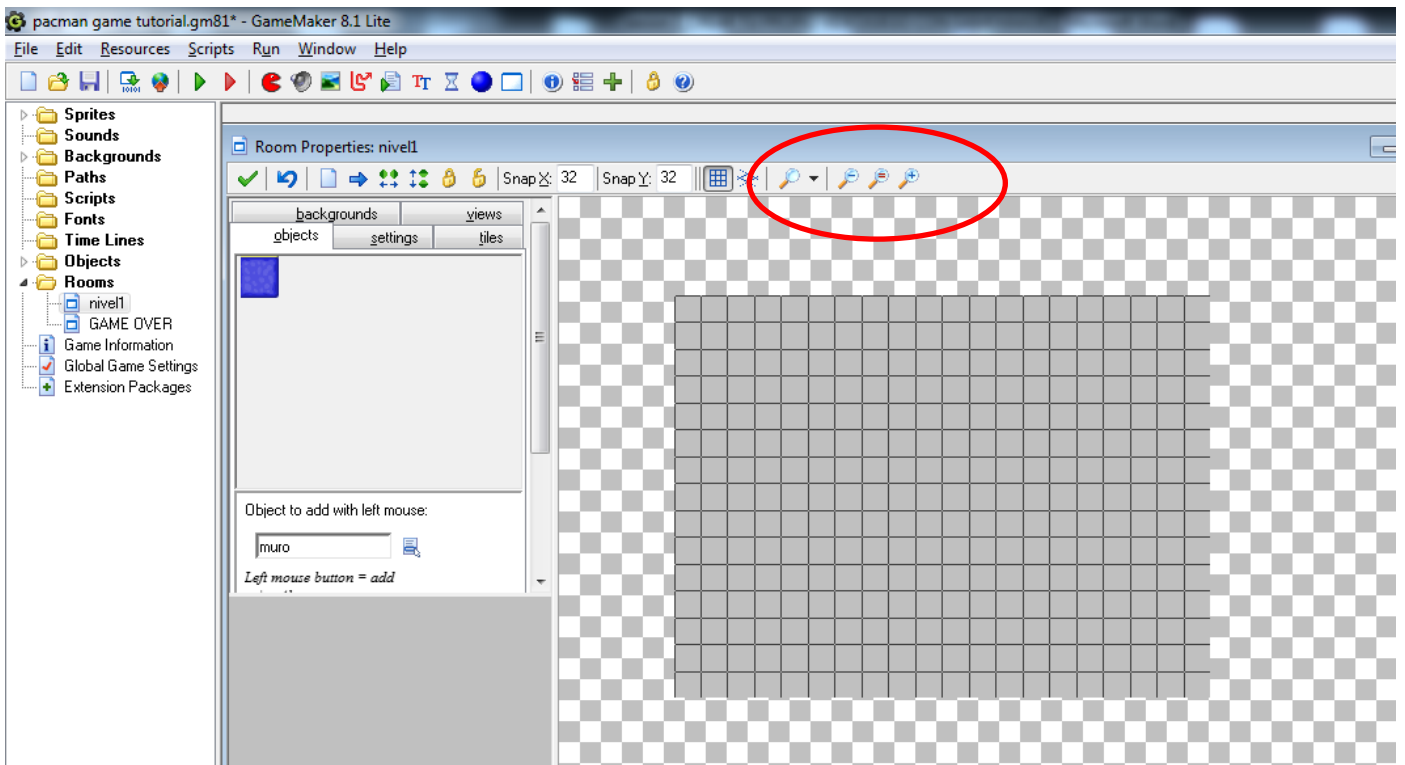 pacman game tutorial.gm81* - GameMaker 8.1 Lite
File Edit Resources Scripts Run Window Help
Sprites
Sounds
Backgrounds
Paths
Scripts
Fonts
Time Lines
Objects
Rooms
nivel1
GAME OVER
Game Information
Global Game Settings
Extension Packages
Room Properties: nivel1
Snap X: 32 Snap Y: 32
backgrounds views
objects settings tiles
Object to add with left mouse:
muro
Left mouse button = add